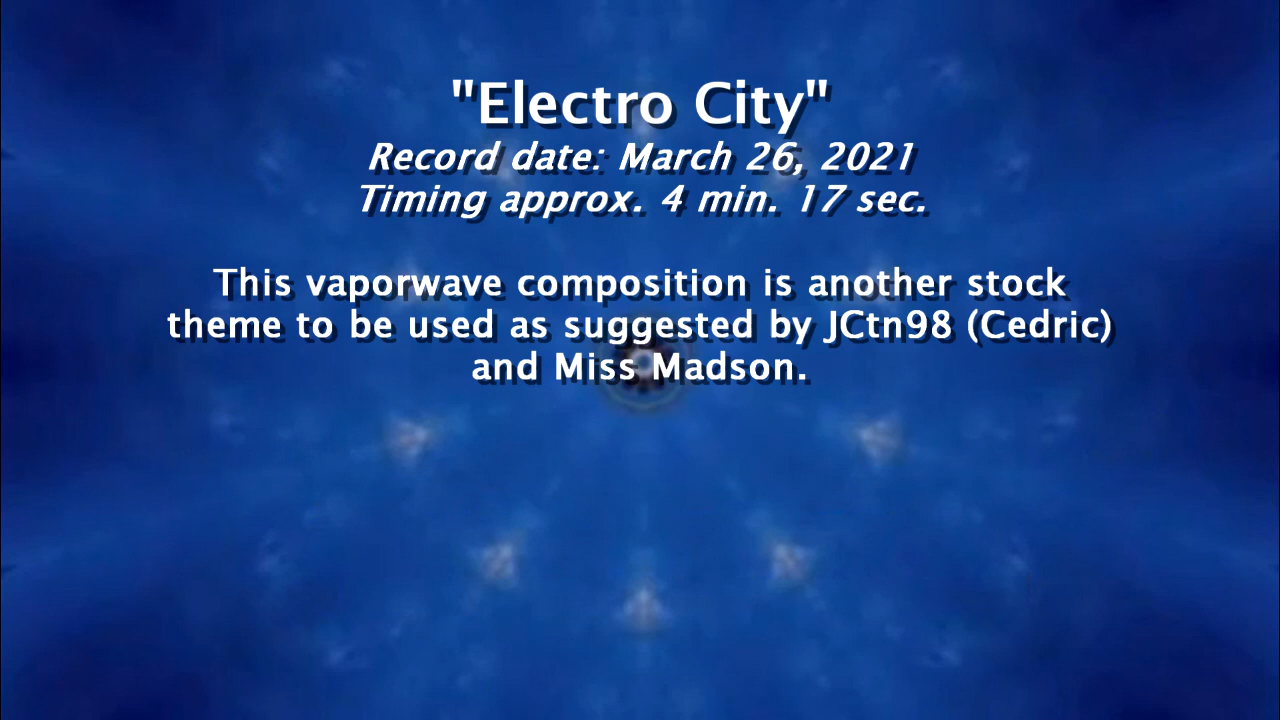 "Electro City"
Record date: March 26, 2021
Timing approx. 4 min. 17 sec.
This vaporwave composition is another stock
theme to be used as suggested by JCtn98 (Cedric)
and Miss Madson.